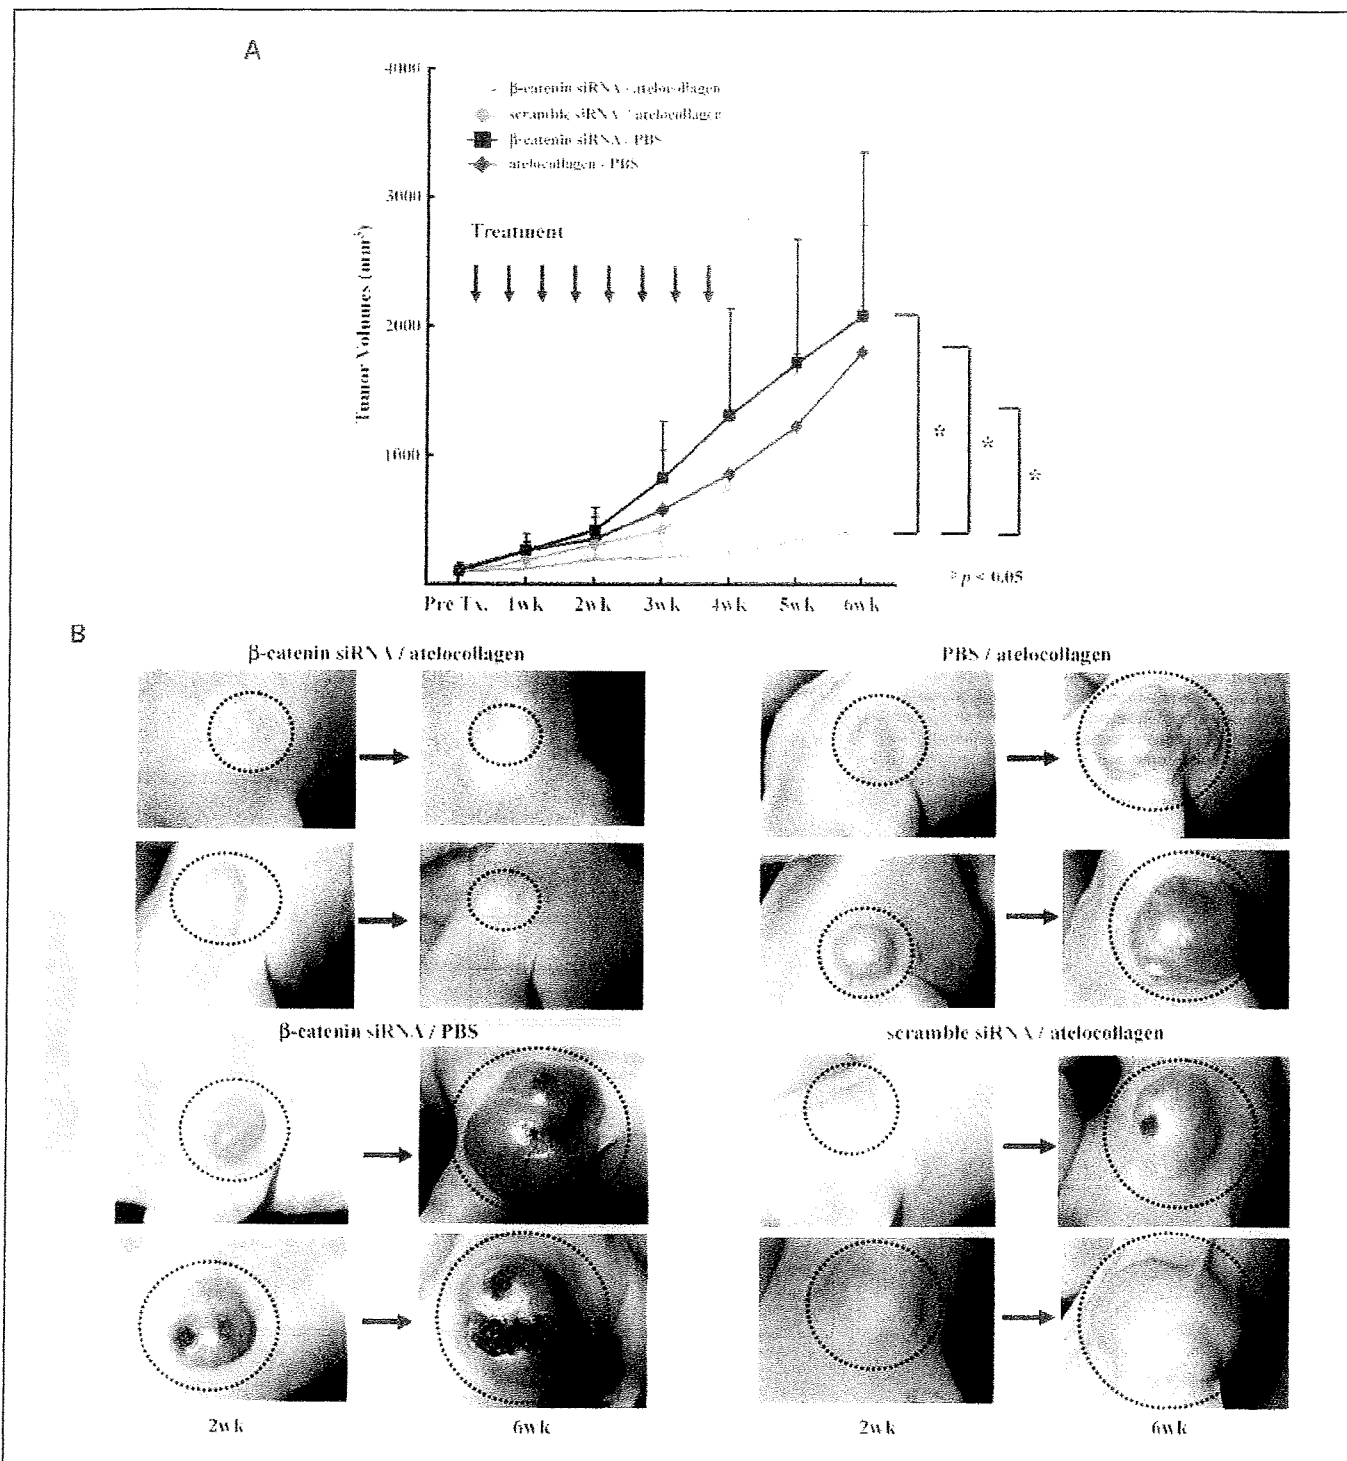 A
4000
3000
2000
1000
Tumor Volumes (mm³)
β-catenin siRNA - atelocollagen
scramble siRNA / atelocollagen
β-catenin siRNA - PBS
atelocollagen - PBS
Treatment
*
*
*
* p < 0.05
Pre Tx. 1wk 2wk 3wk 4wk 5wk 6wk
B
β-catenin siRNA / atelocollagen
PBS / atelocollagen
β-catenin siRNA / PBS
scramble siRNA / atelocollagen
2wk 6wk 2wk 6wk